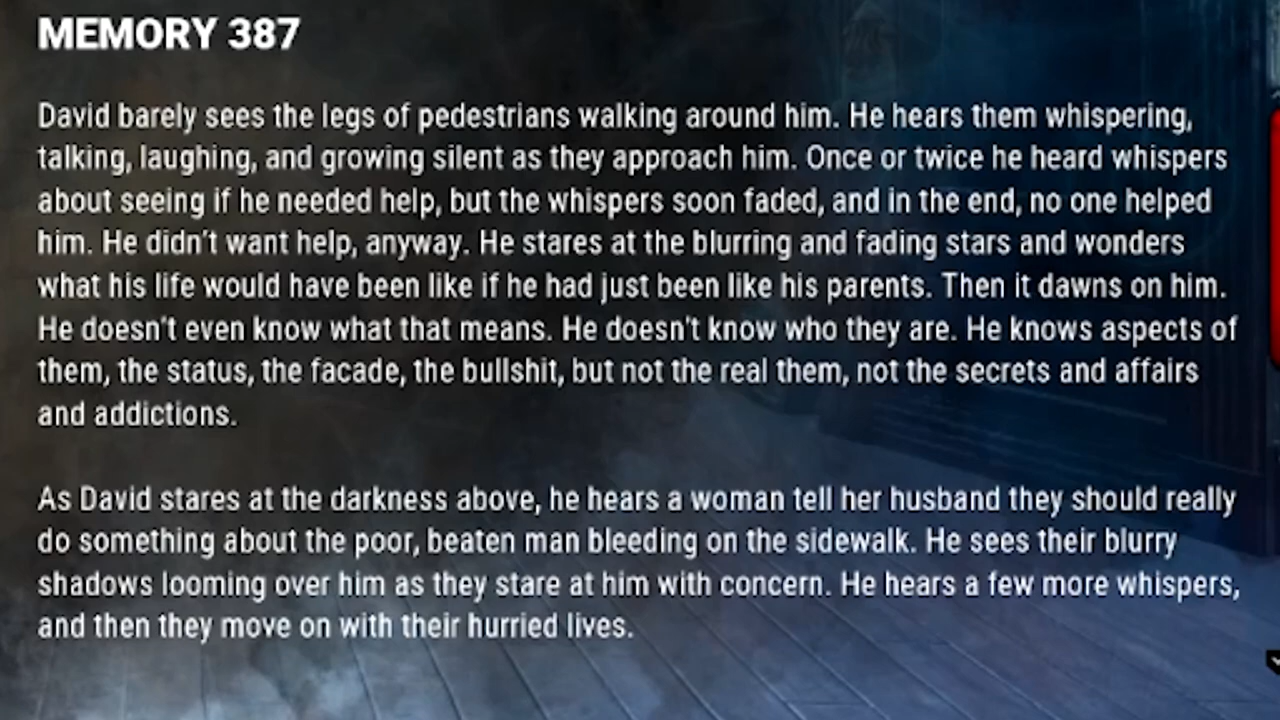 MEMORY 387
David barely sees the legs of pedestrians walking around him. He hears them whispering,
talking, laughing, and growing silent as they approach him. Once or twice he heard whispers
about seeing if he needed help, but the whispers soon faded, and in the end, no one helped
him. He didn't want help, anyway. He stares at the blurring and fading stars and wonders
what his life would have been like if he had just been like his parents. Then it dawns on him.
He doesn't even know what that means. He doesn't know who they are. He knows aspects of
them, the status, the facade, the bullshit, but not the real them, not the secrets and affairs
and addictions.
As David stares at the darkness above, he hears a woman tell her husband they should really
do something about the poor, beaten man bleeding on the sidewalk. He sees their blurry
shadows looming over him as they stare at him with concern. He hears a few more whispers,
and then they move on with their hurried lives.